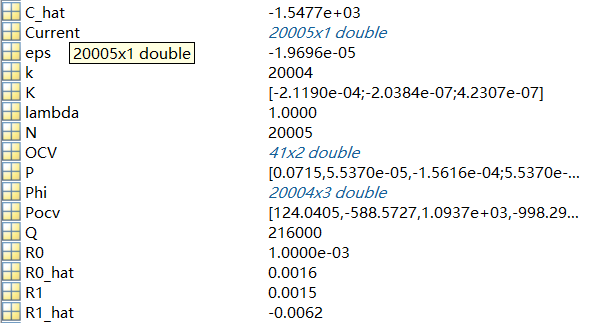 C_hat -1.5477e+03
Current 20005x1 double
eps 20005x1 double -1.9696e-05
k 20004
K [-2.1190e-04;-2.0384e-07;4.2307e-07]
lambda 1.0000
N 20005
OCV 41x2 double
P [0.0715,5.5370e-05,-1.5616e-04;5.5370e-...
Phi 20004x3 double
Pocv [124.0405,-588.5727,1.0937e+03,-998.29...
Q 216000
R0 1.0000e-03
R0_hat 0.0016
R1 0.0015
R1_hat -0.0062